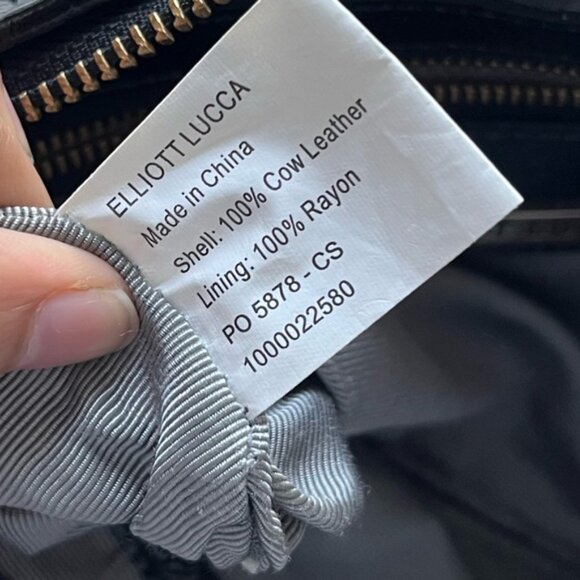 ELLIOTT LUCCA
Made in China
Shell: 100% Cow Leather
Lining: 100% Rayon
PO 5878 - CS
1000022580